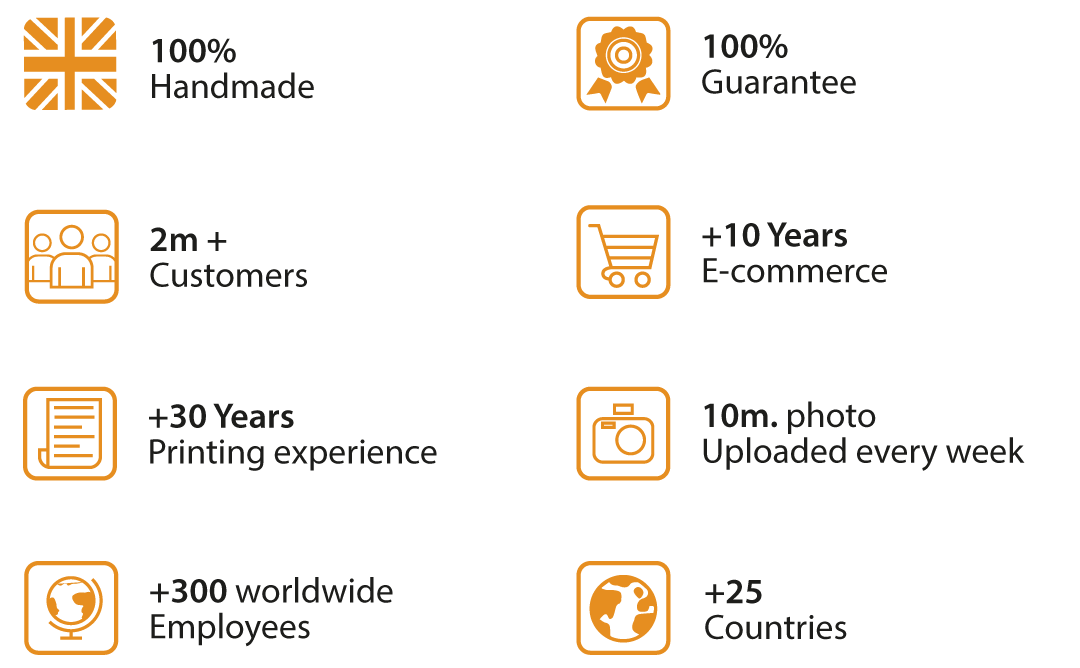 100%
Handmade
100%
Guarantee
2m +
Customers
+10 Years
E-commerce
+30 Years
Printing experience
10m. photo
Uploaded every week
+300 worldwide
Employees
+25
Countries